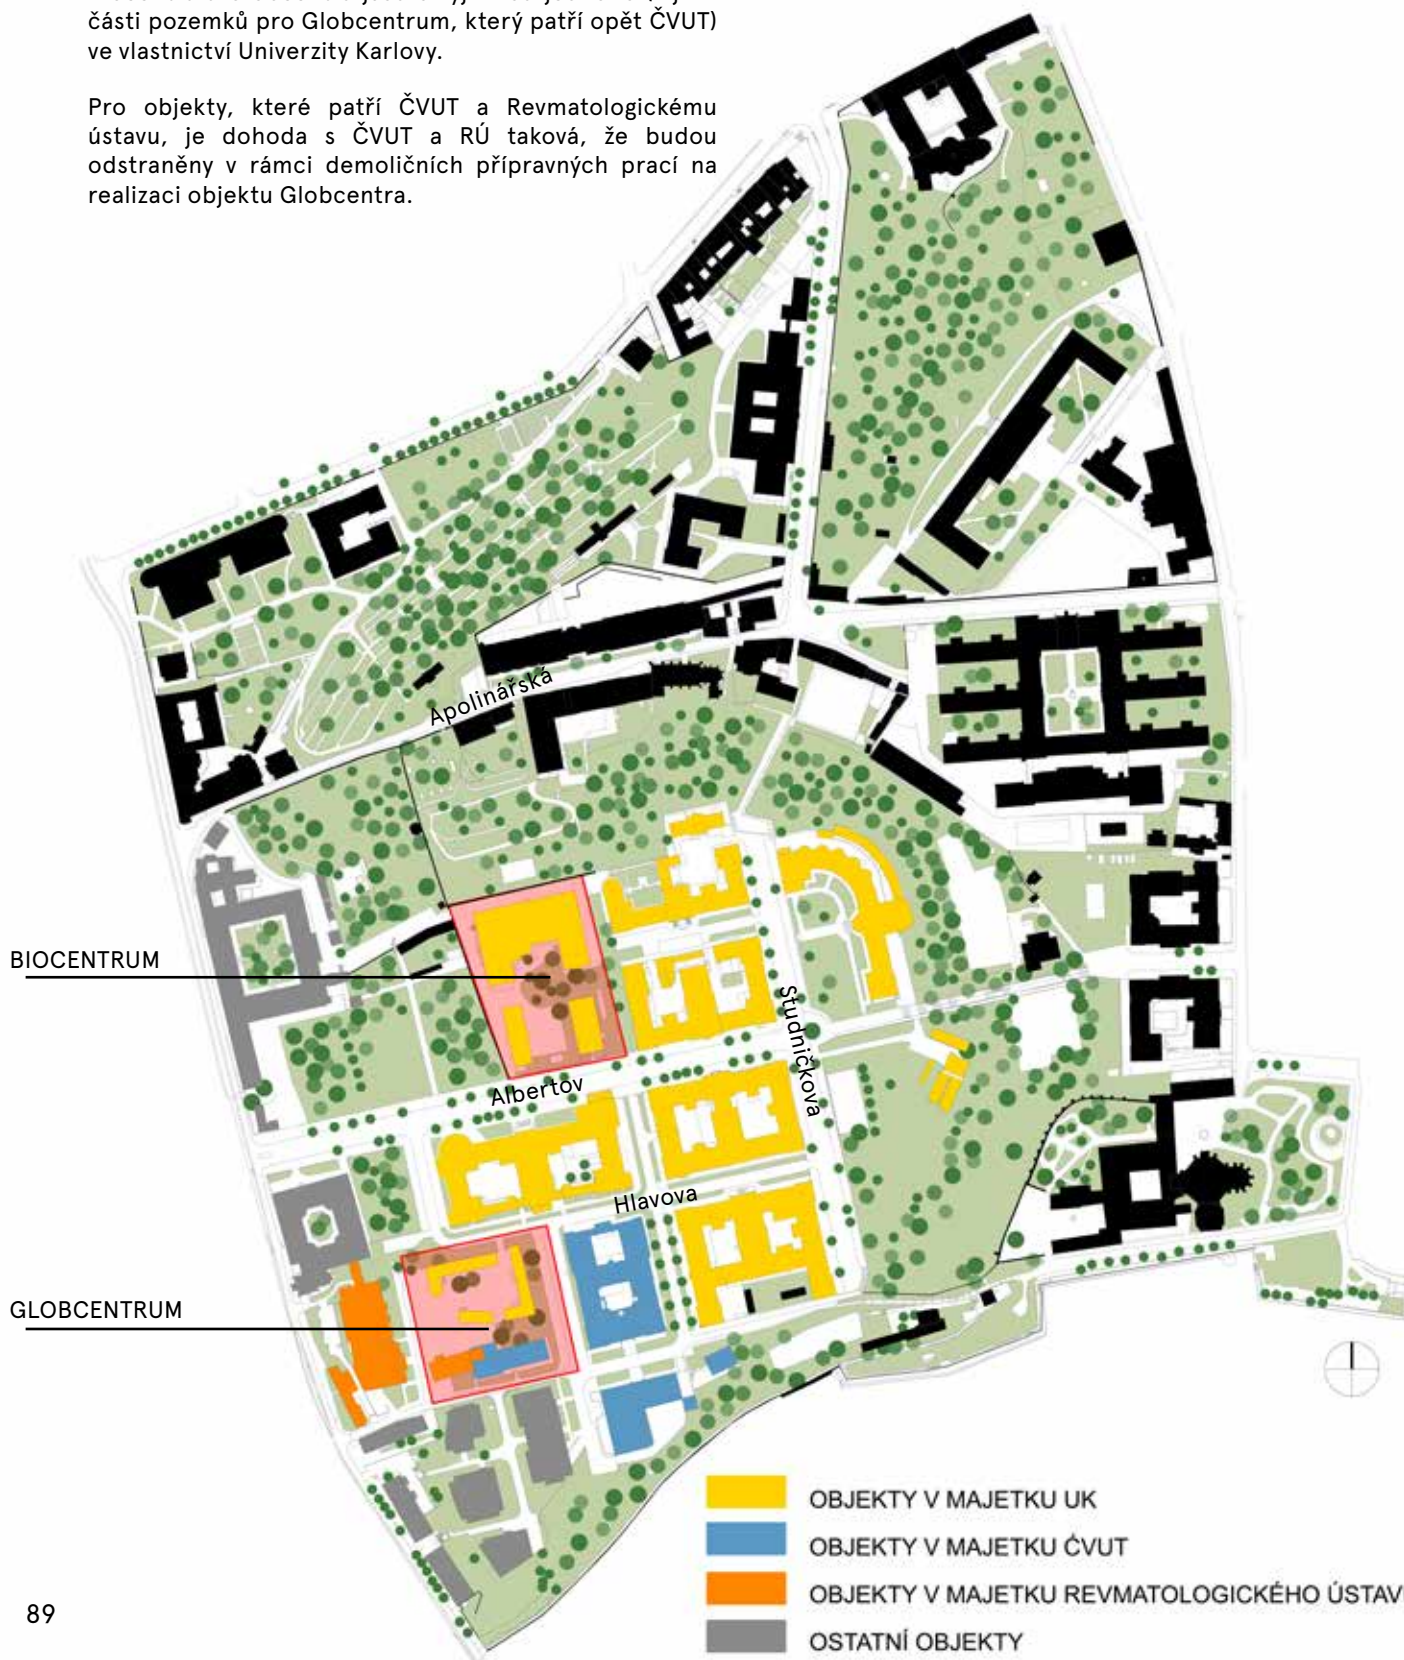 části pozemků pro Globcentrum, který patří opět ČVUT)
ve vlastnictví Univerzity Karlovy.
Pro objekty, které patří ČVUT a Revmatologickému
ústavu, je dohoda s ČVUT a RÚ taková, že budou
odstraněny v rámci demoličních přípravných prací na
realizaci objektu Globcentra.
Apolinářská
BIOCENTRUM
Studničkova
Albertov
Hlavova
GLOBCENTRUM
OBJEKTY V MAJETKU UK
OBJEKTY V MAJETKU ČVUT
OBJEKTY V MAJETKU REVMATOLOGICKÉHO ÚSTAV
OSTATNÍ OBJEKTY
89